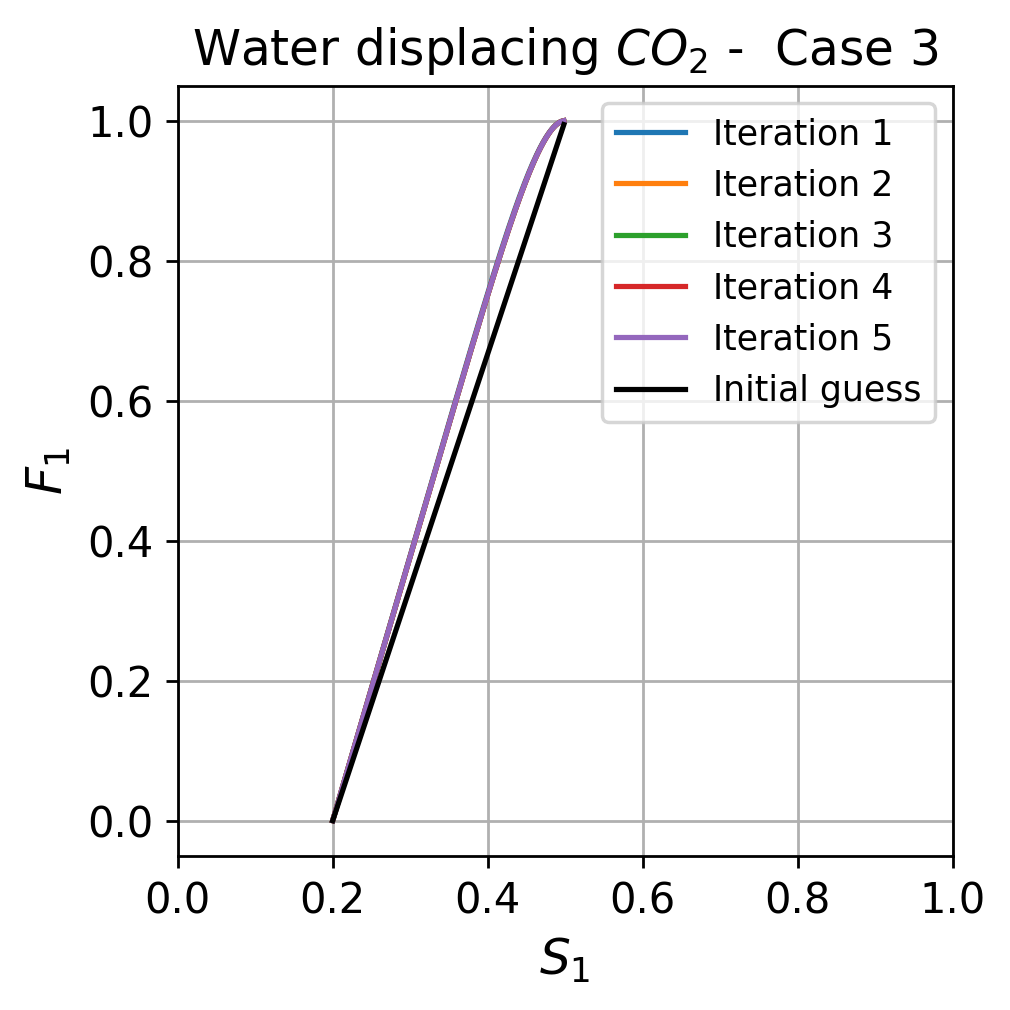 Water displacing CO₂ - Case 3
Iteration 1
Iteration 2
Iteration 3
Iteration 4
Iteration 5
Initial guess
1.0
0.8
0.6
0.4
0.2
0.0
F₁
0.0 0.2 0.4 0.6 0.8 1.0
S₁